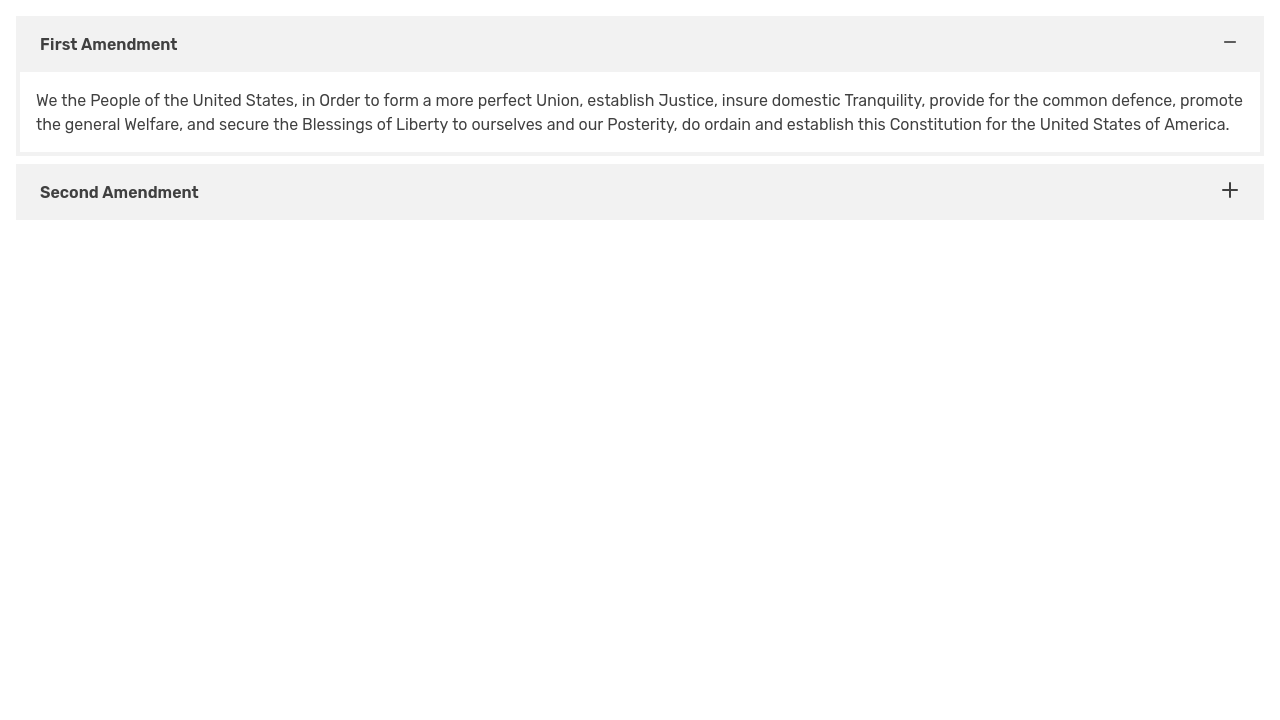 First Amendment
We the People of the United States, in Order to form a more perfect Union, establish Justice, insure domestic Tranquility, provide for the common defence, promote
the general Welfare, and secure the Blessings of Liberty to ourselves and our Posterity, do ordain and establish this Constitution for the United States of America.
Second Amendment